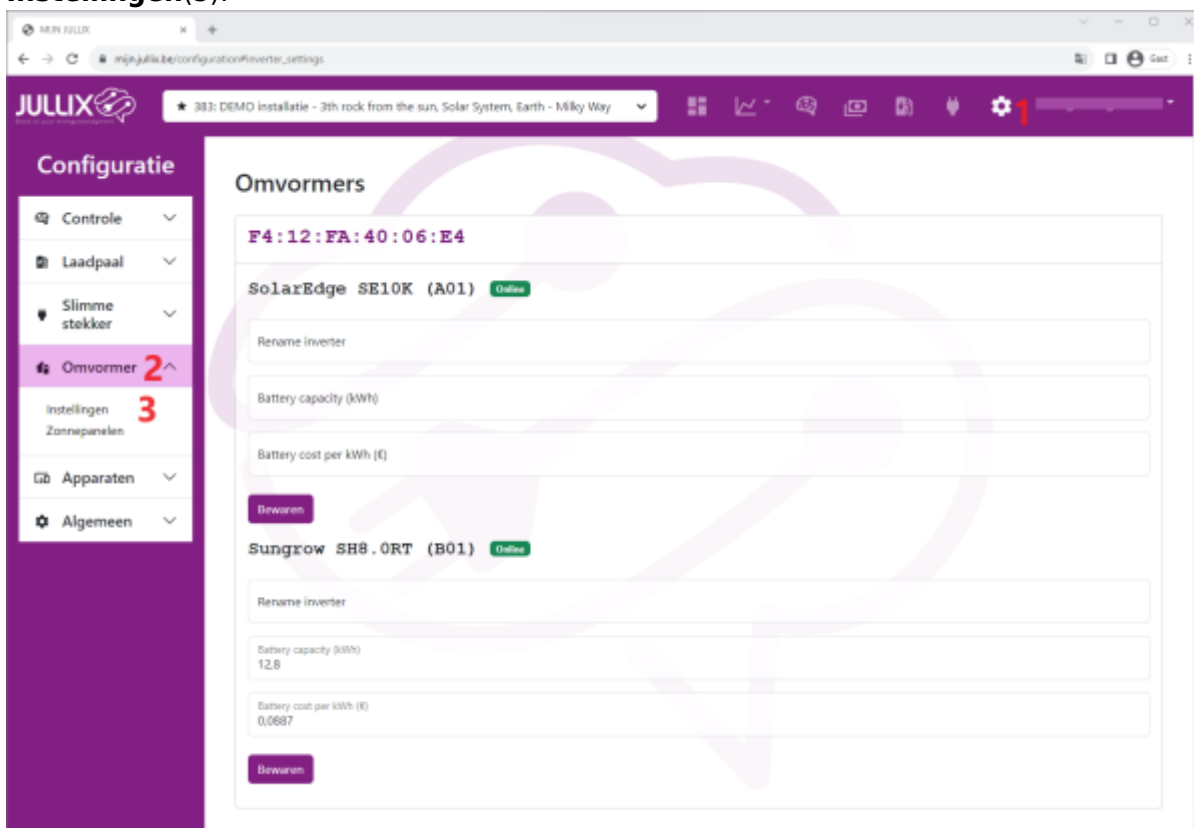 instellingen(3).
MIJN JULLIX
mijn.jullix.be/configuration#inverter_settings
Gast
JULLIX
★ 383: DEMO installatie - 3th rock from the sun, Solar System, Earth - Milky Way
1
Configuratie
Controle
Laadpaal
Slimme
stekker
Omvormer
2
Instellingen
3
Zonnepanelen
Apparaten
Algemeen
Omvormers
F4:12:FA:40:06:E4
SolarEdge SE10K (A01) Online
Rename inverter
Battery capacity (kWh)
Battery cost per kWh (€)
Bewaren
Sungrow SH8.0RT (B01) Online
Rename inverter
Battery capacity (kWh)
12,8
Battery cost per kWh (€)
0,0887
Bewaren